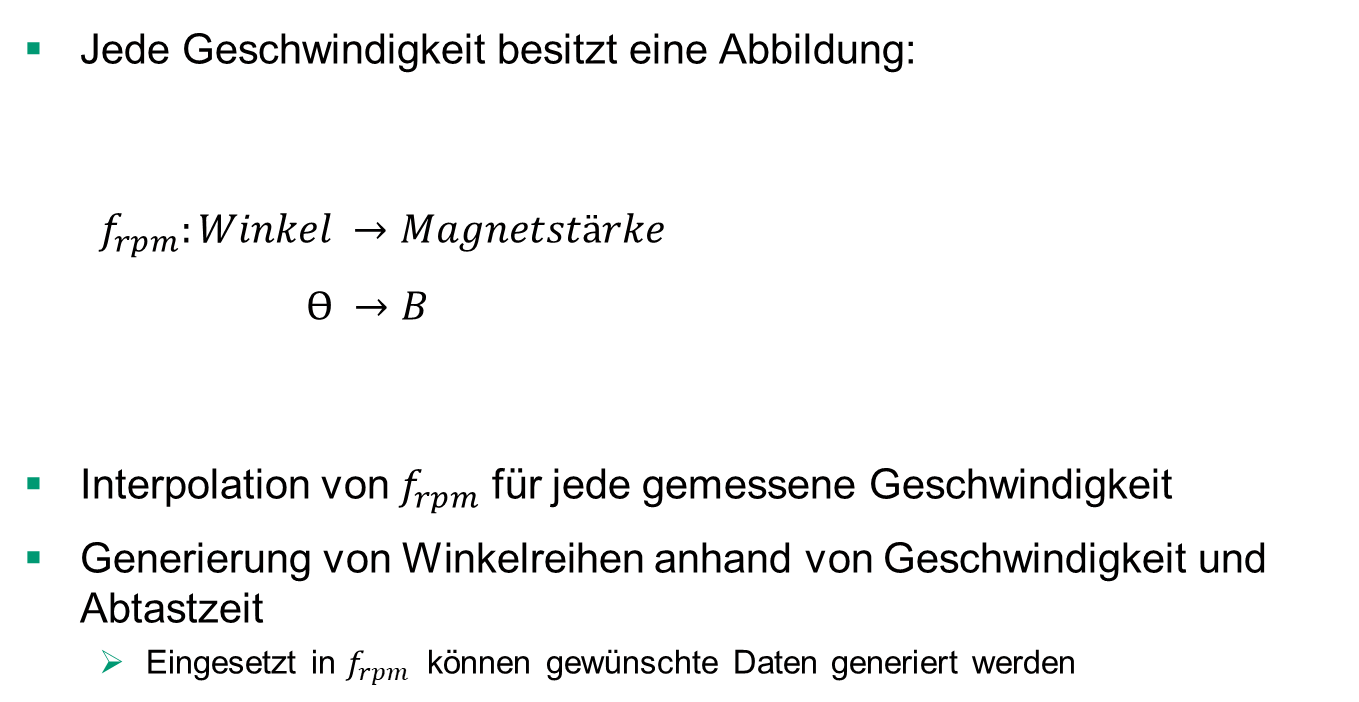 ▪ Jede Geschwindigkeit besitzt eine Abbildung:
f_rpm: Winkel → Magnetstärke
ϴ → B
▪ Interpolation von f_rpm für jede gemessene Geschwindigkeit
▪ Generierung von Winkelreihen anhand von Geschwindigkeit und
Abtastzeit
➢ Eingesetzt in f_rpm können gewünschte Daten generiert werden